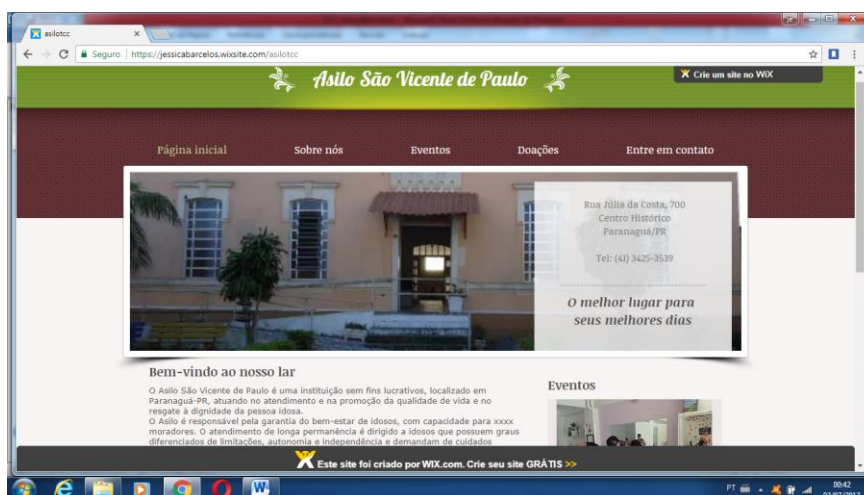 asilotcc
Seguro
https://jessicabarcelos.wixsite.com/asilotcc
Asilo São Vicente de Paulo
Crie um site no WiX
Página inicial
Sobre nós
Eventos
Doações
Entre em contato
Rua Júlia da Costa, 700
Centro Histórico
Paranaguá/PR
Tel: (41) 3425-3539
O melhor lugar para
seus melhores dias
Bem-vindo ao nosso lar
O Asilo São Vicente de Paulo é uma instituição sem fins lucrativos, localizado em
Paranaguá-PR, atuando no atendimento e na promoção da qualidade de vida e no
resgate à dignidade da pessoa idosa.
O Asilo é responsável pela garantia do bem-estar de idosos, com capacidade para xxxx
moradores. O atendimento de longa permanência é dirigido a idosos que possuem graus
diferenciados de limitações, autonomia e independência e demandam de cuidados
Eventos
Este site foi criado por WIX.com. Crie seu site GRÁTIS >>
PT
00:42